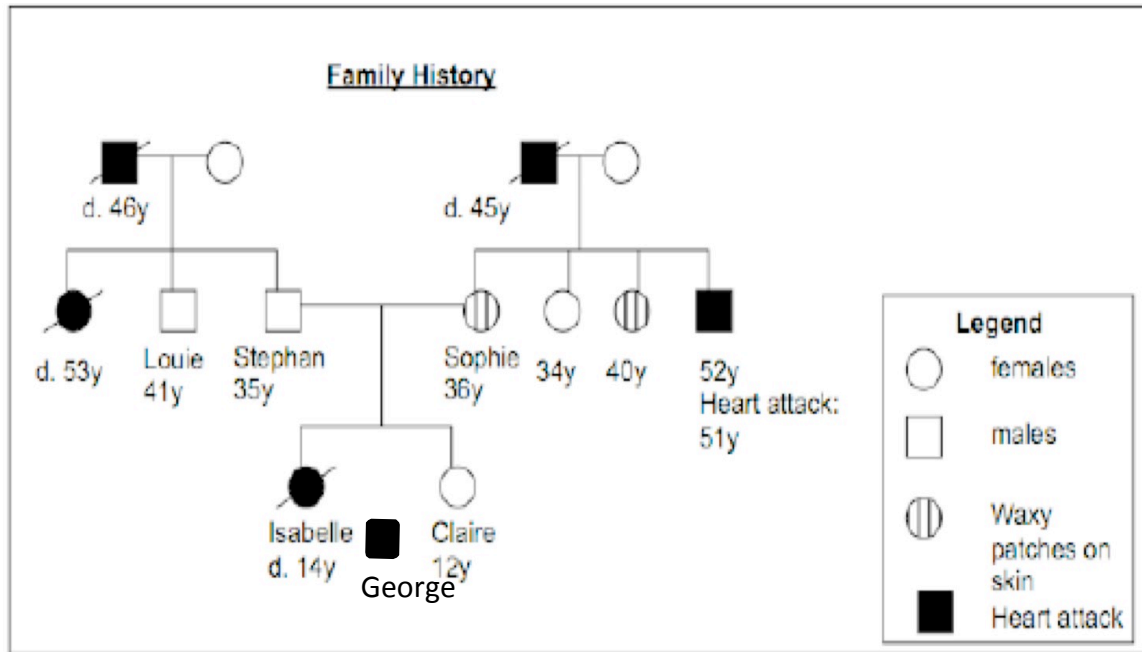 Family History
d. 46y
d. 45y
d. 53y
Louie
41y
Stephan
35y
Sophie
36y
34y
40y
52y
Heart attack:
51y
Isabelle
d. 14y
George
Claire
12y
Legend
females
males
Waxy
patches on
skin
Heart attack